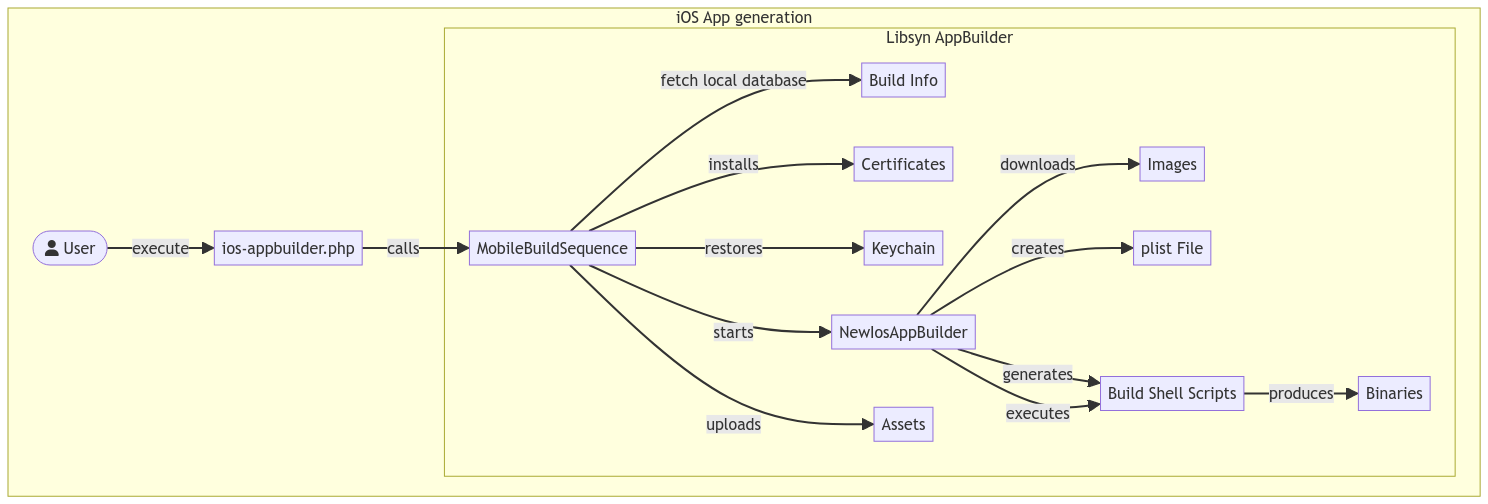 iOS App generation
Libsyn AppBuilder
fetch local database
Build Info
installs
Certificates
downloads
Images
User
execute
ios-appbuilder.php
calls
MobileBuildSequence
restores
Keychain
creates
plist File
starts
NewIosAppBuilder
generates
executes
Build Shell Scripts
produces
Binaries
uploads
Assets